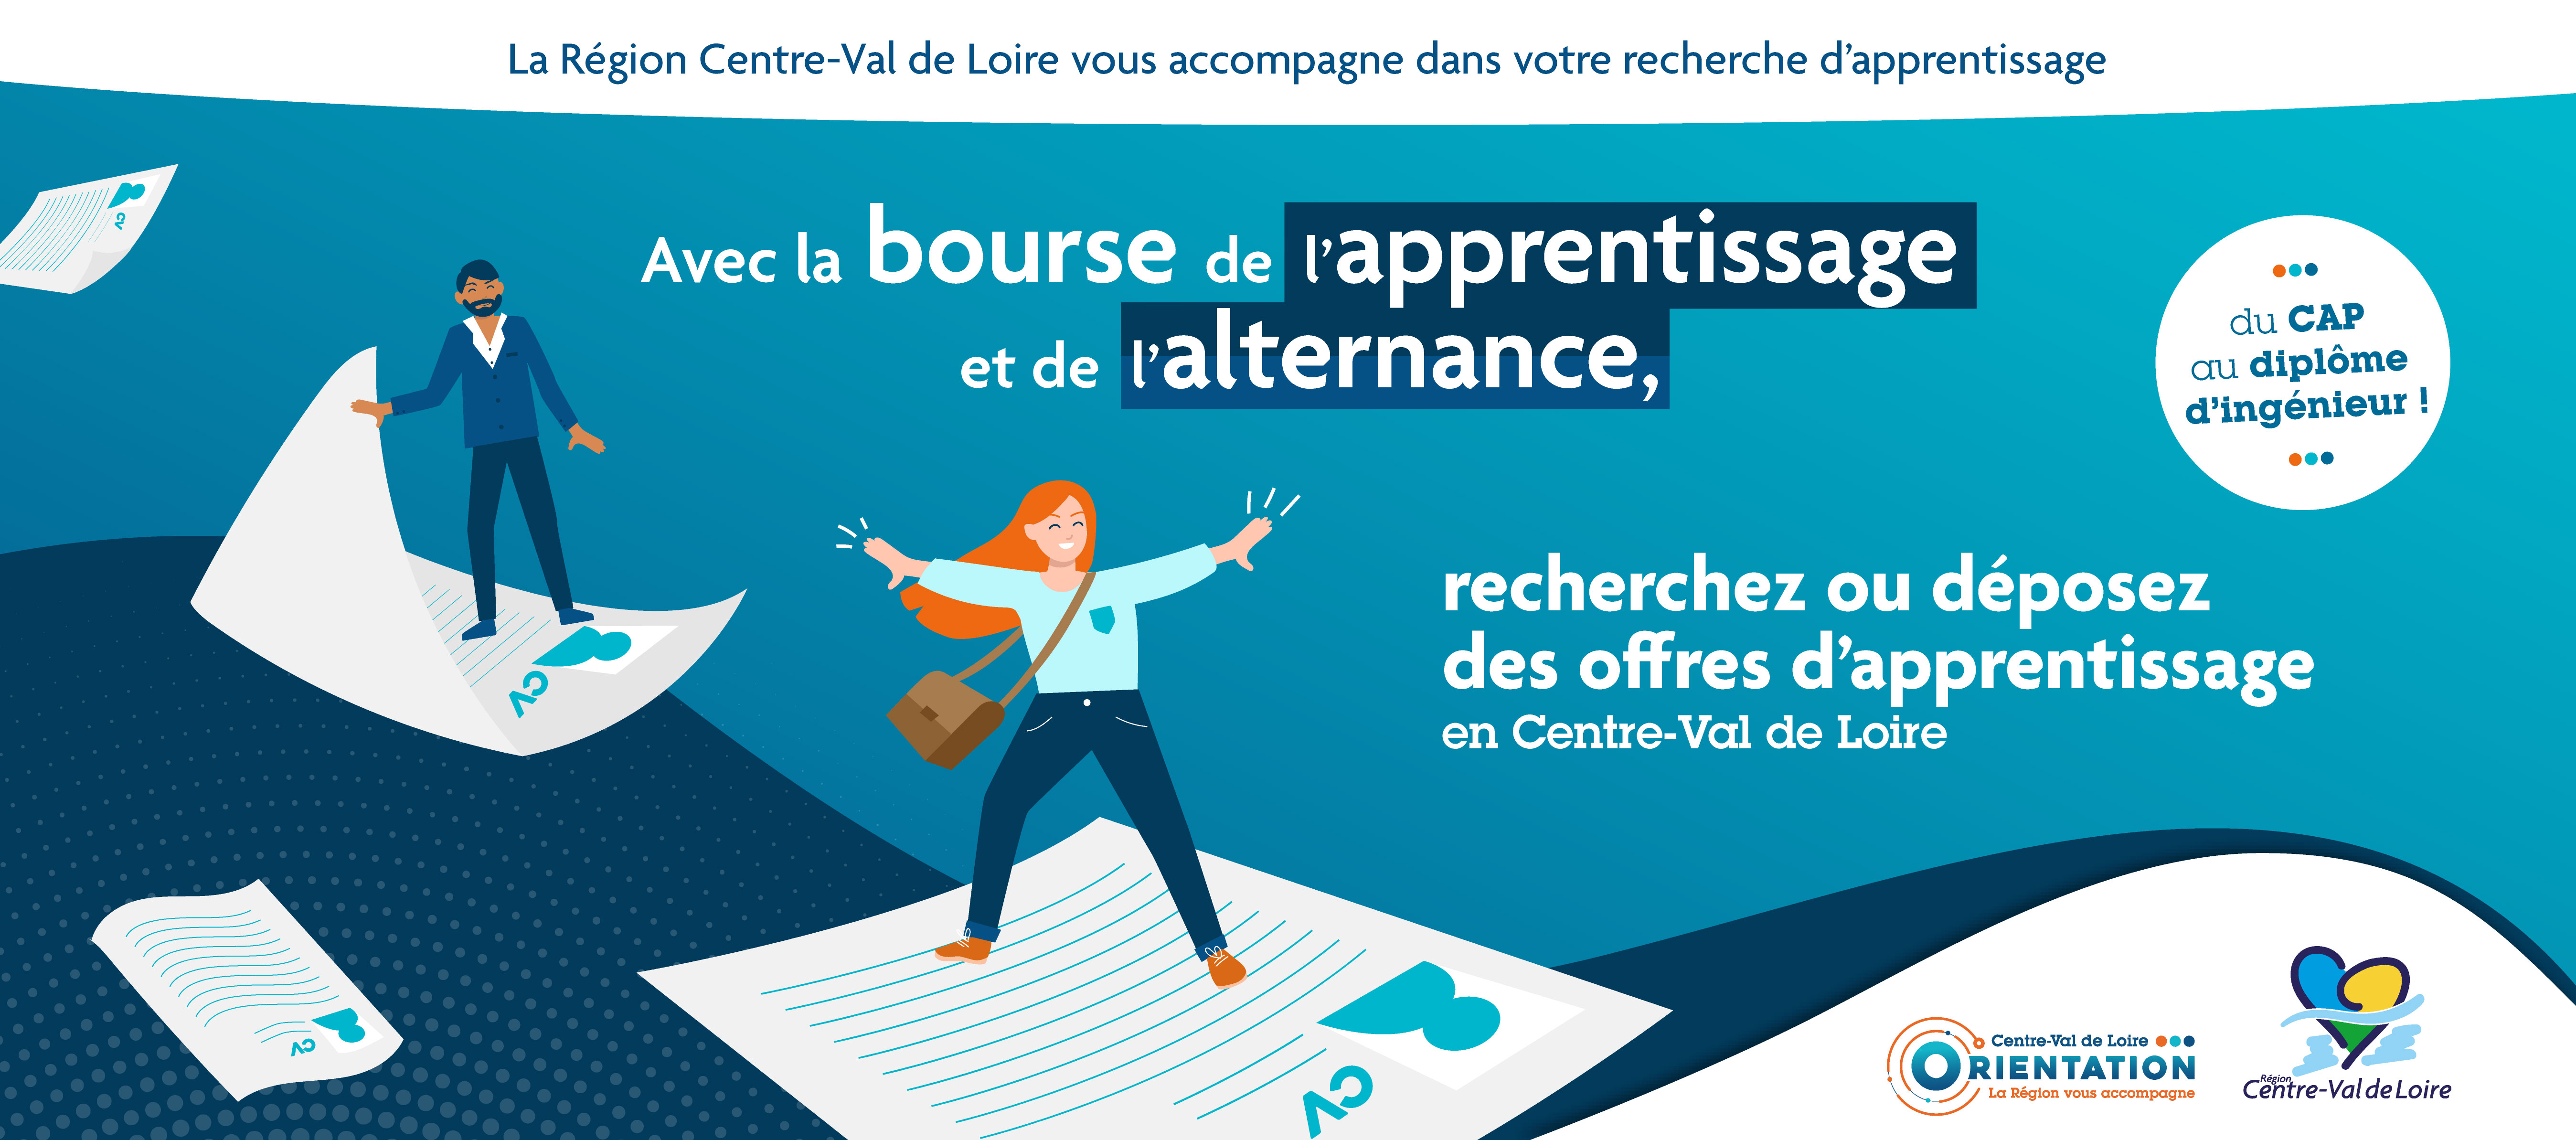 La Région Centre-Val de Loire vous accompagne dans votre recherche d'apprentissage
Avec la bourse de l'apprentissage
et de l'alternance,
du CAP
au diplôme
d'ingénieur !
recherchez ou déposez
des offres d'apprentissage
en Centre-Val de Loire
CV
CV
CV
CV
Centre-Val de Loire
ORIENTATION
La Région vous accompagne
Région
Centre-Val de Loire